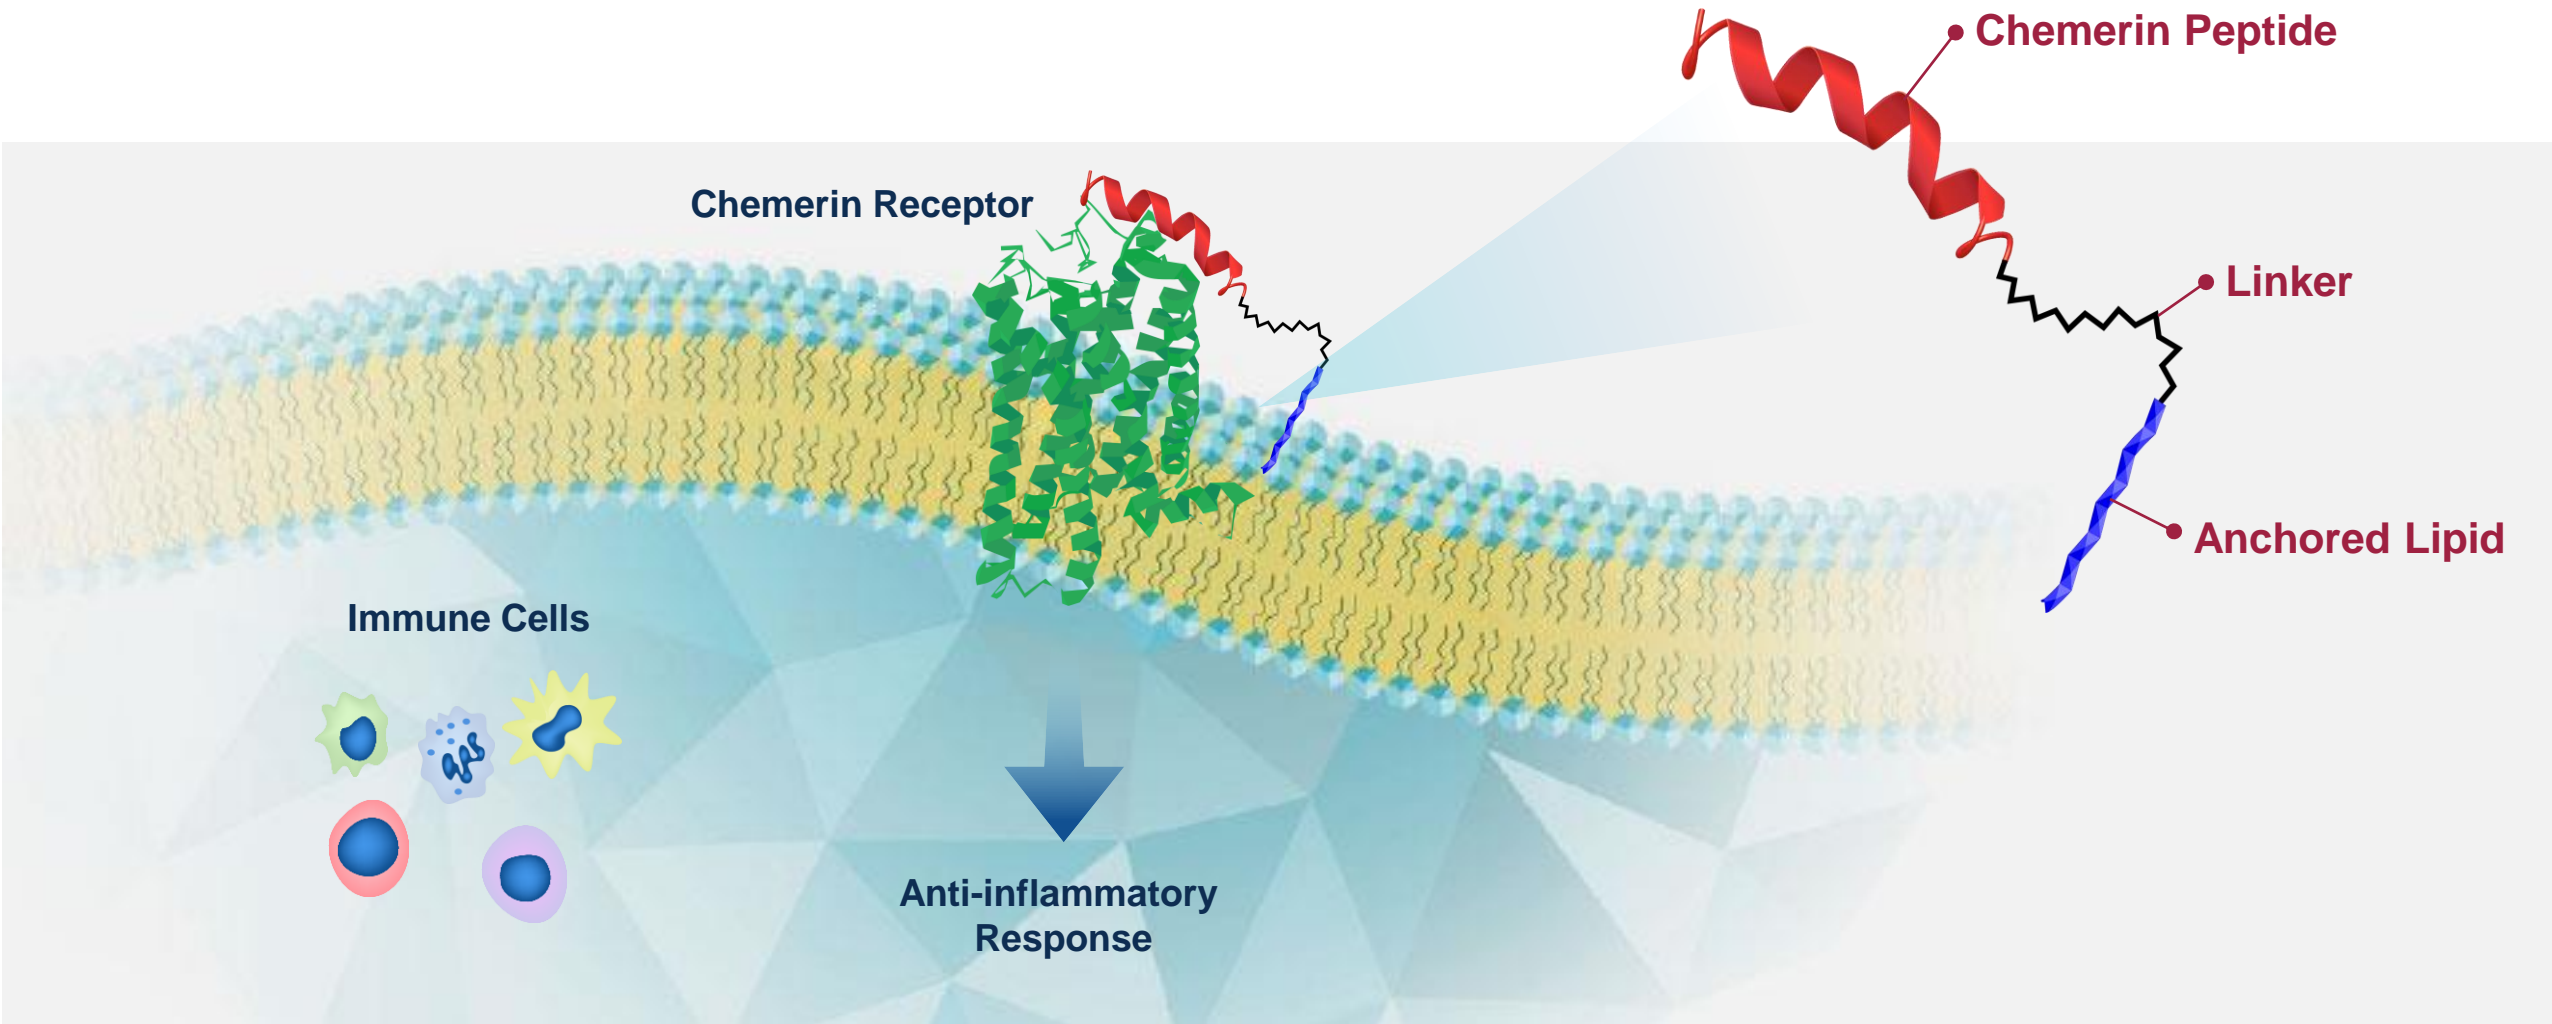 Chemerin Peptide
Chemerin Receptor
Linker
Anchored Lipid
Immune Cells
Anti-inflammatory
Response